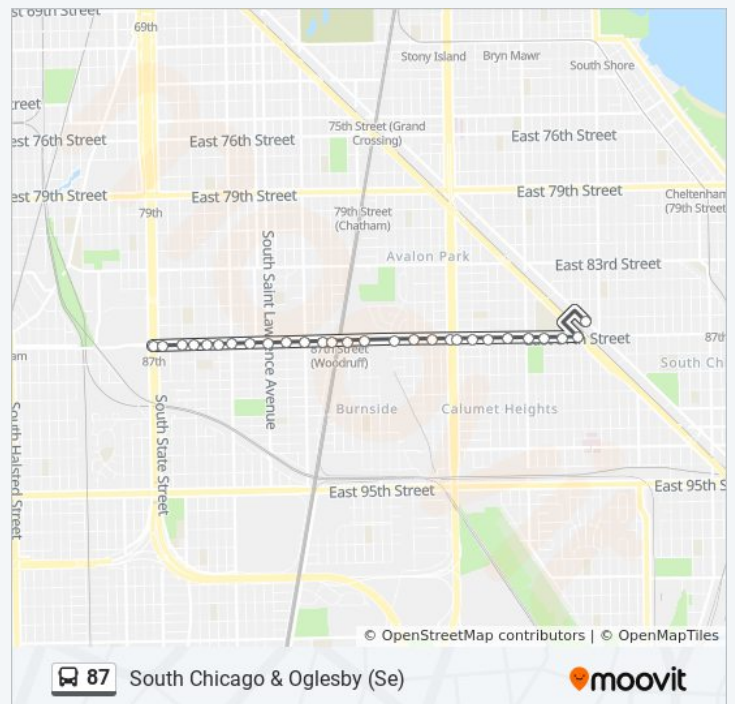 st 69th Street
69th
Stony Island
Bryn Mawr
South Shore
reet
75th Street (Grand
Crossing)
est 76th Street
East 76th Street
East 76th Street
est 79th Street
East 79th Street
East 79th Street
Cheltenham
(79th Street
79th
79th Street
(Chatham)
South Saint Lawrence Avenue
Avalon Park
East 83rd Street
87th Street
(Woodruff)
h Street
87th
am
87th
South Ch
Burnside
Calumet Heights
South Halsted Street
South State Street
East 95th Street
East 95th S
© OpenStreetMap contributors | © OpenMapTiles
87 South Chicago & Oglesby (Se)
moovit